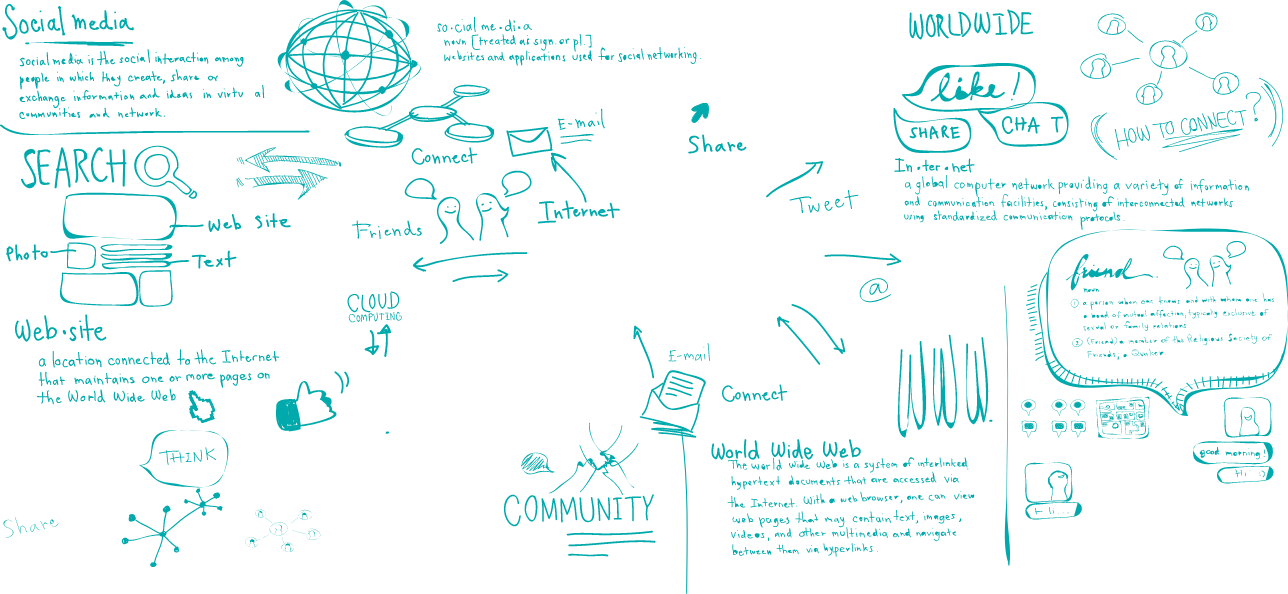 Social media
social media is the social interaction among
people in which they create, share or
exchange information and ideas in virtu al
communities and network.
so·cial me·di·a
noun [treated as sign. or pl.]
websites and applications used for social networking.
SEARCH
Web Site
Photo
Text
Web·site
a location connected to the Internet
that maintains one or more pages on
the World Wide Web
THINK
Share
Connect
E-mail
Friends
Internet
CLOUD
COMPUTING
COMMUNITY
Share
Tweet
@
E-mail
Connect
World Wide Web
The World Wide Web is a system of interlinked
hypertext documents that are accessed via
the Internet. With a web browser, one can view
web pages that may contain text, images,
videos, and other multimedia and navigate
between them via hyperlinks.
WORLDWIDE
like!
SHARE
CHAT
HOW TO CONNECT?
In·ter·net
a global computer network providing a variety of information
and communication facilities, consisting of interconnected networks
using standardized communication protocols.
WWW.
friend
noun
① a person whom one knows and with whom one has
a bond of mutual affection, typically exclusive of
sexual or family relations
② (Friend) a member of the Religious Society of
Friends; a Quaker.
good morning!
Hi...:)
Hi...